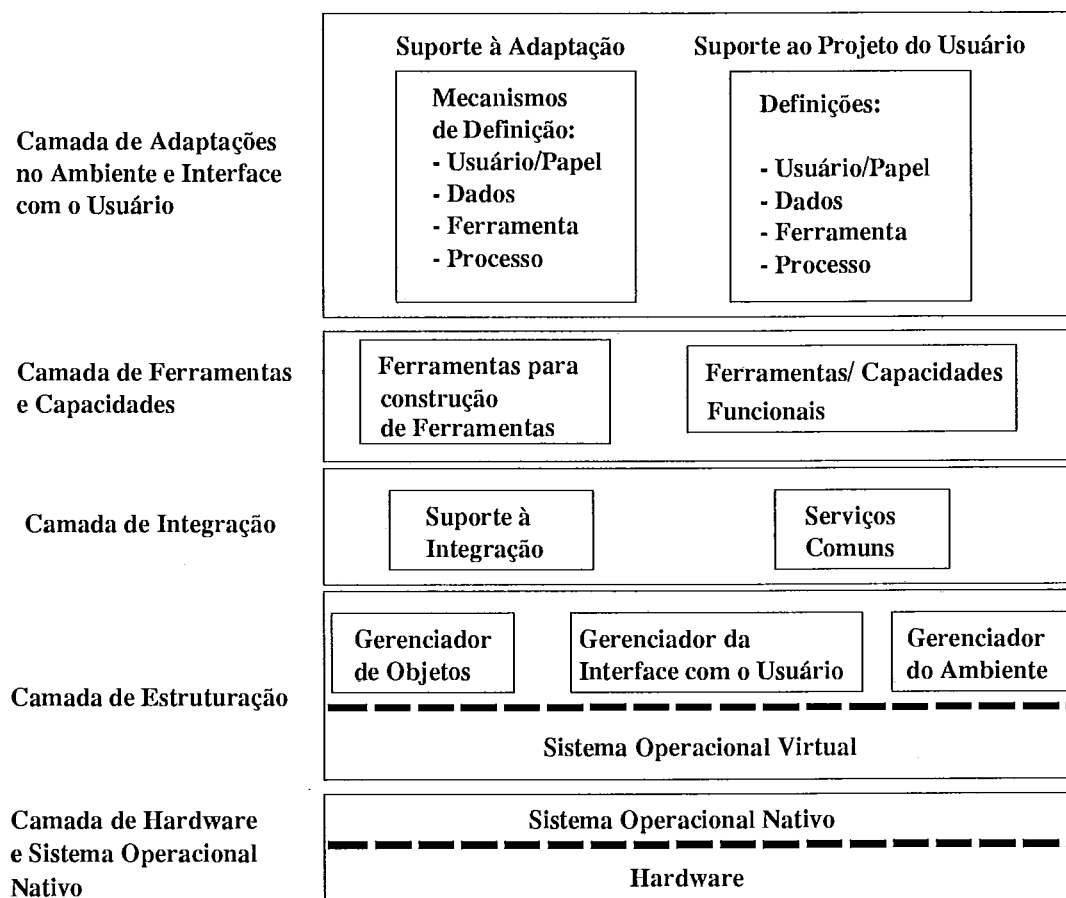 Suporte à Adaptação
Suporte ao Projeto do Usuário
Camada de Adaptações
no Ambiente e Interface
com o Usuário
Mecanismos
de Definição:
- Usuário/Papel
- Dados
- Ferramenta
- Processo
Definições:
- Usuário/Papel
- Dados
- Ferramenta
- Processo
Camada de Ferramentas
e Capacidades
Ferramentas para
construção
de Ferramentas
Ferramentas/ Capacidades
Funcionais
Camada de Integração
Suporte à
Integração
Serviços
Comuns
Camada de Estruturação
Gerenciador
de Objetos
Gerenciador da
Interface com o Usuário
Gerenciador
do Ambiente
Sistema Operacional Virtual
Camada de Hardware
e Sistema Operacional
Nativo
Sistema Operacional Nativo
Hardware